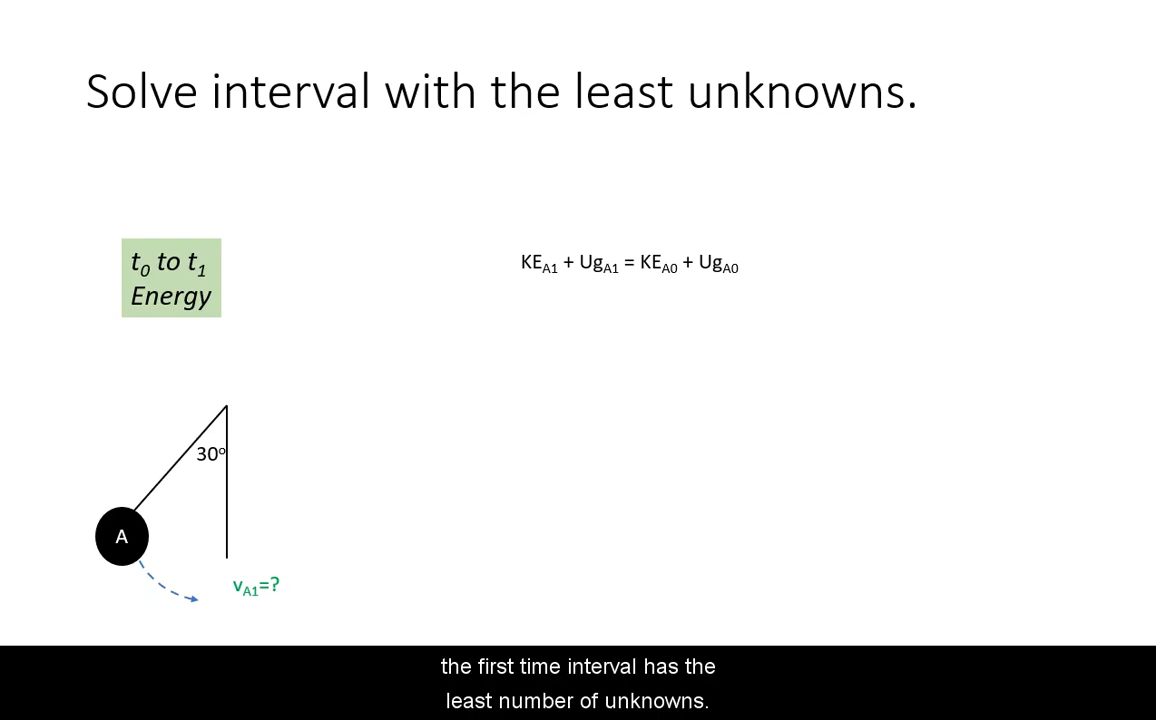 Solve interval with the least unknowns.
t₀ to t₁
Energy
KE_A1 + Ug_A1 = KE_A0 + Ug_A0
30º
A
v_A1=?
the first time interval has the
least number of unknowns.